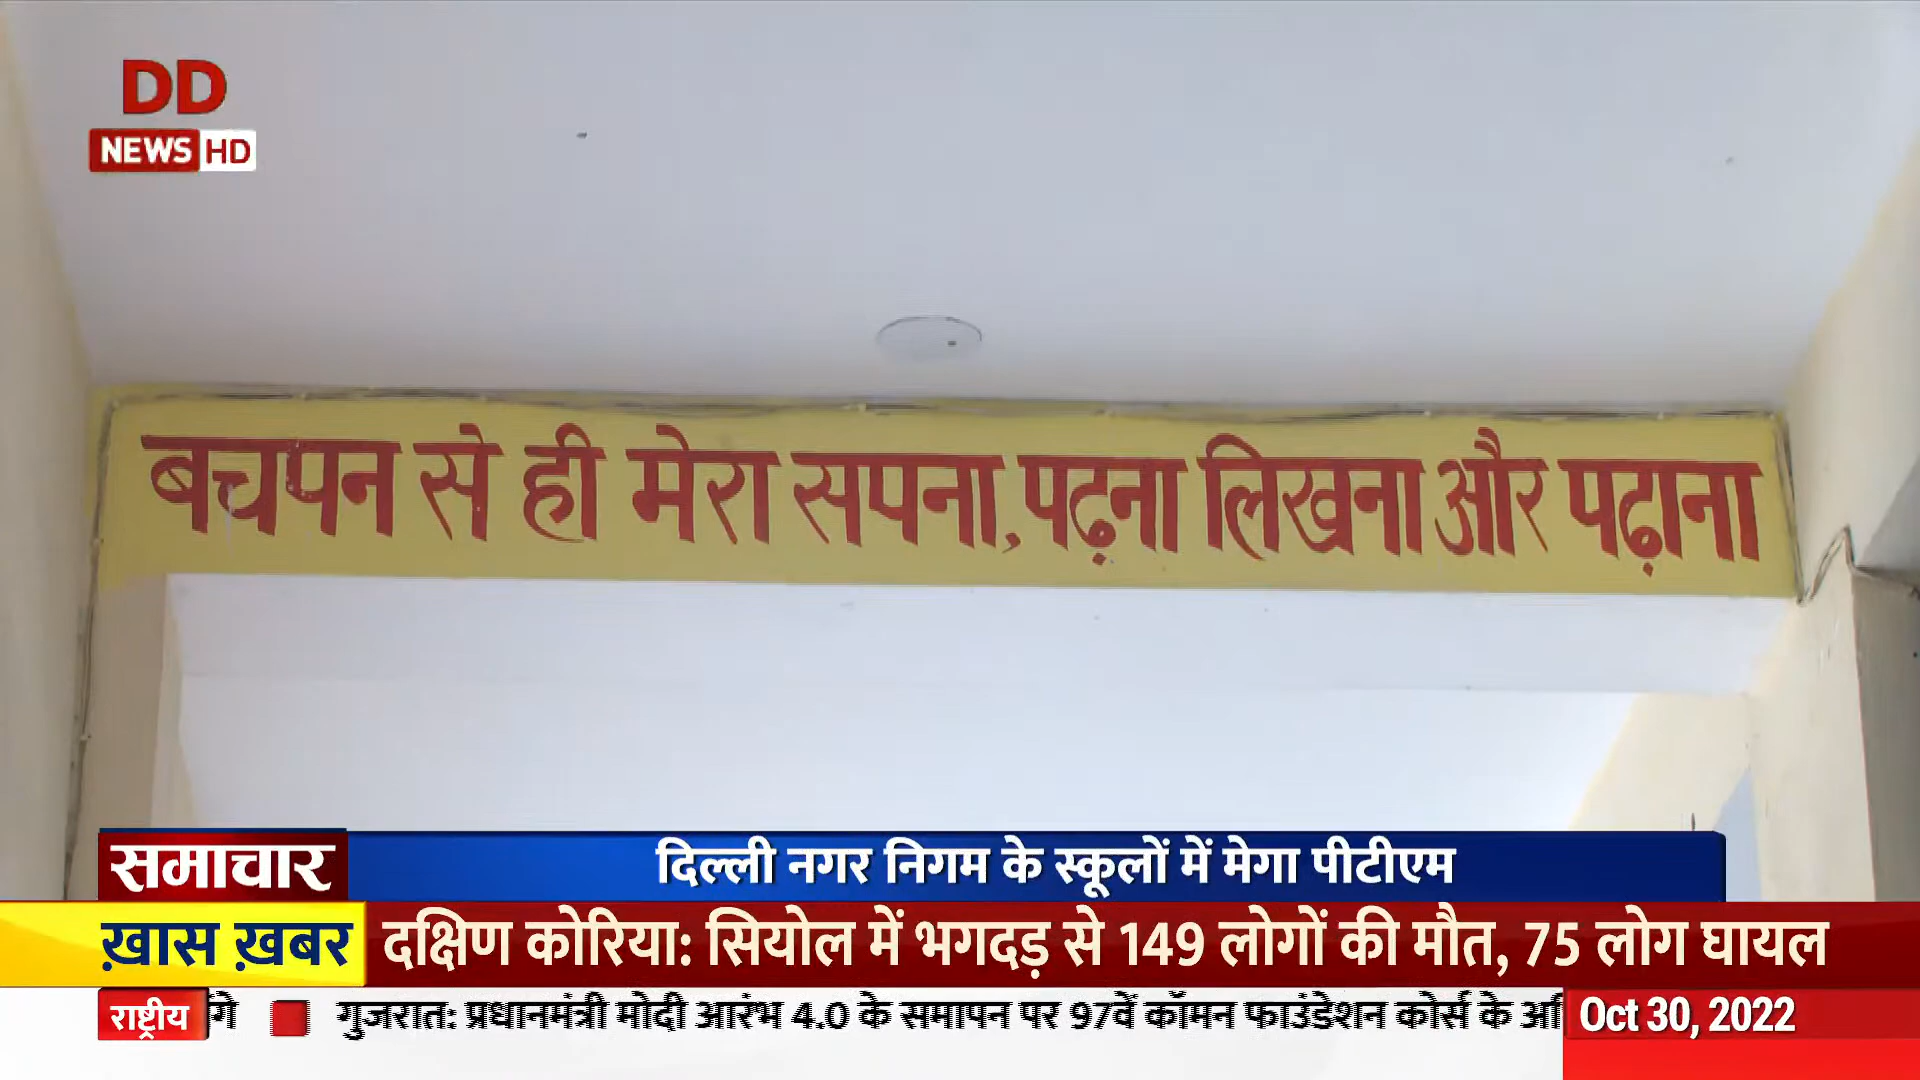 DD
NEWS HD
बचपन से ही मेरा सपना, पढ़ना लिखना और पढ़ाना
समाचार
दिल्ली नगर निगम के स्कूलों में मेगा पीटीएम
ख़ास ख़बर
दक्षिण कोरिया: सियोल में भगदड़ से 149 लोगों की मौत, 75 लोग घायल
राष्ट्रीय
गुजरात: प्रधानमंत्री मोदी आरंभ 4.0 के समापन पर 97वें कॉमन फाउंडेशन कोर्स के
Oct 30, 2022